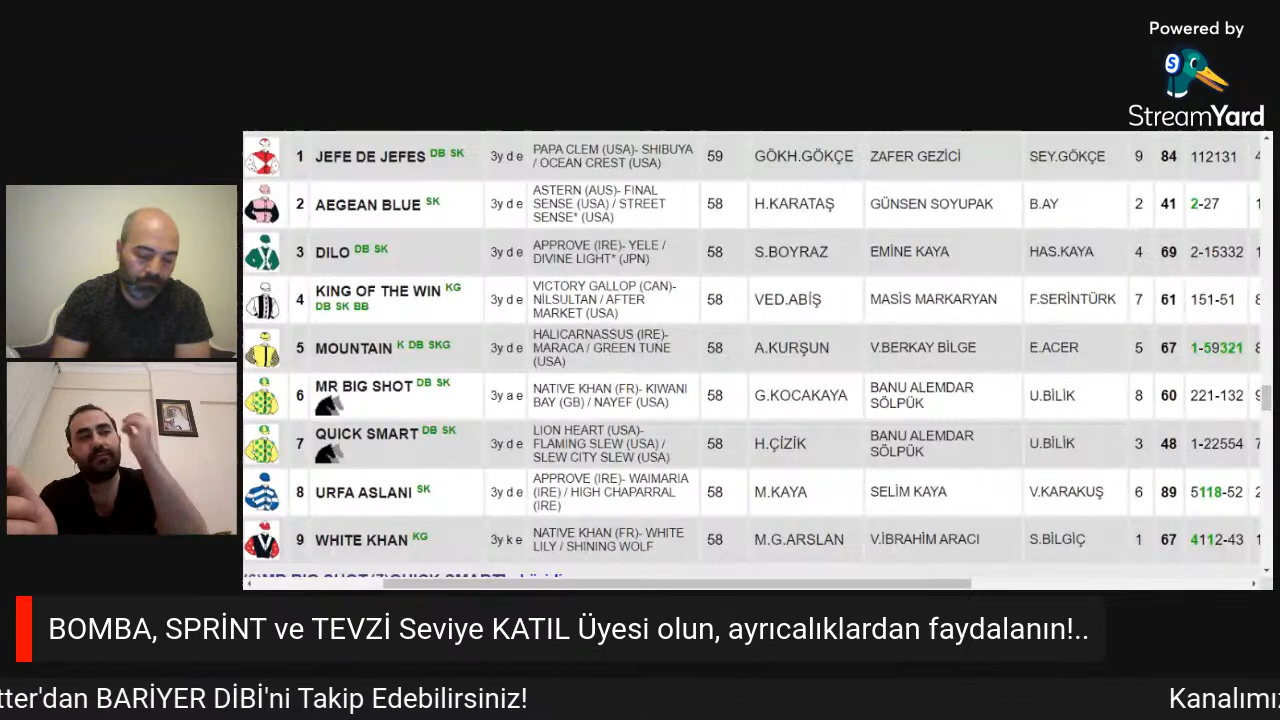 Powered by
StreamYard
1 JEFE DE JEFES DB SK 3y d e PAPA CLEM (USA)- SHIBUYA / OCEAN CREST (USA) 59 GÖKH.GÖKÇE ZAFER GEZİCİ SEY.GÖKÇE 9 84 112131
2 AEGEAN BLUE SK 3y d e ASTERN (AUS)- FINAL SENSE (USA) / STREET SENSE* (USA) 58 H.KARATAŞ GÜNSEN SOYUPAK B.AY 2 41 2-27
3 DILO DB SK 3y d e APPROVE (IRE)- YELE / DIVINE LIGHT* (JPN) 58 S.BOYRAZ EMİNE KAYA HAS.KAYA 4 69 2-15332
4 KING OF THE WIN KG DB SK BB 3y d e VICTORY GALLOP (CAN)- NİLSULTAN / AFTER MARKET (USA) 58 VED.ABİŞ MASİS MARKARYAN F.SERİNTÜRK 7 61 151-51
5 MOUNTAIN K DB SKG 3y d e HALICARNASSUS (IRE)- MARACA / GREEN TUNE (USA) 58 A.KURŞUN V.BERKAY BİLGE E.ACER 5 67 1-59321
6 MR BIG SHOT DB SK 3y a e NATIVE KHAN (FR)- KIWANI BAY (GB) / NAYEF (USA) 58 G.KOCAKAYA BANU ALEMDAR SÖLPÜK U.BİLİK 8 60 221-132
7 QUICK SMART DB SK 3y d e LION HEART (USA)- FLAMING SLEW (USA) / SLEW CITY SLEW (USA) 58 H.ÇİZİK BANU ALEMDAR SÖLPÜK U.BİLİK 3 48 1-22554
8 URFA ASLANI SK 3y d e APPROVE (IRE)- WAIMARIA (IRE) / HIGH CHAPARRAL (IRE) 58 M.KAYA SELİM KAYA V.KARAKUŞ 6 89 5118-52
9 WHITE KHAN KG 3y k e NATIVE KHAN (FR)- WHITE LILY / SHINING WOLF 58 M.G.ARSLAN V.İBRAHİM ARACI S.BİLGİÇ 1 67 4112-43
BOMBA, SPRİNT ve TEVZİ Seviye KATIL Üyesi olun, ayrıcalıklardan faydalanın!..
tter'dan BARİYER DİBİ'ni Takip Edebilirsiniz! Kanalımız